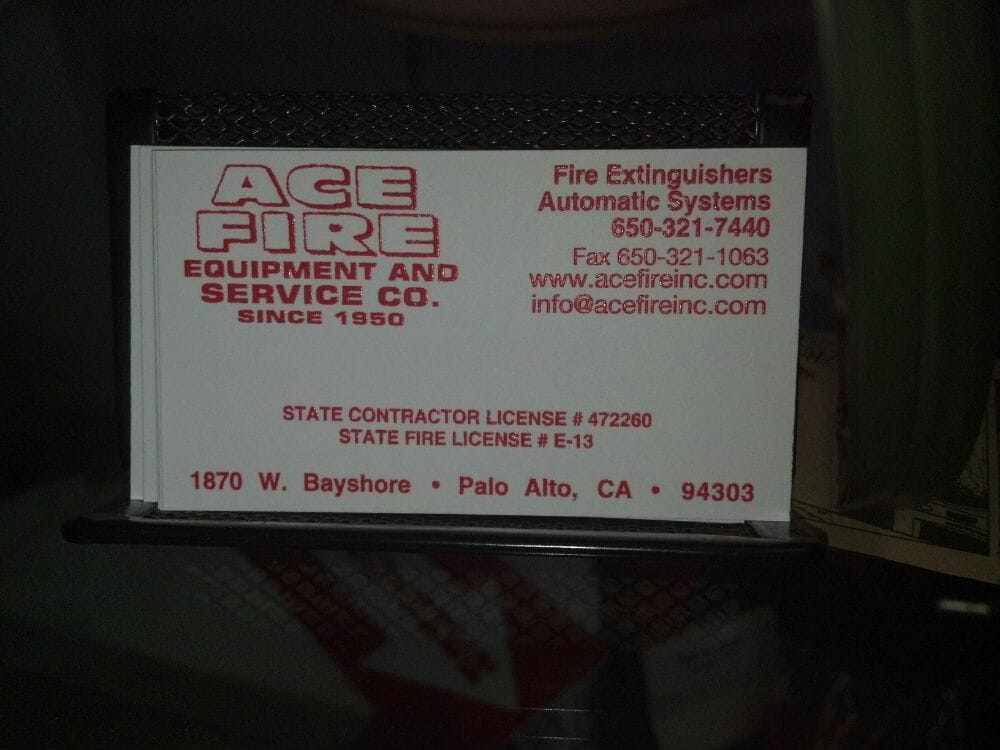 ACE
FIRE
EQUIPMENT AND
SERVICE CO.
SINCE 1950
Fire Extinguishers
Automatic Systems
650-321-7440
Fax 650-321-1063
www.acefireinc.com
info@acefireinc.com
STATE CONTRACTOR LICENSE # 472260
STATE FIRE LICENSE # E-13
1870 W. Bayshore • Palo Alto, CA • 94303